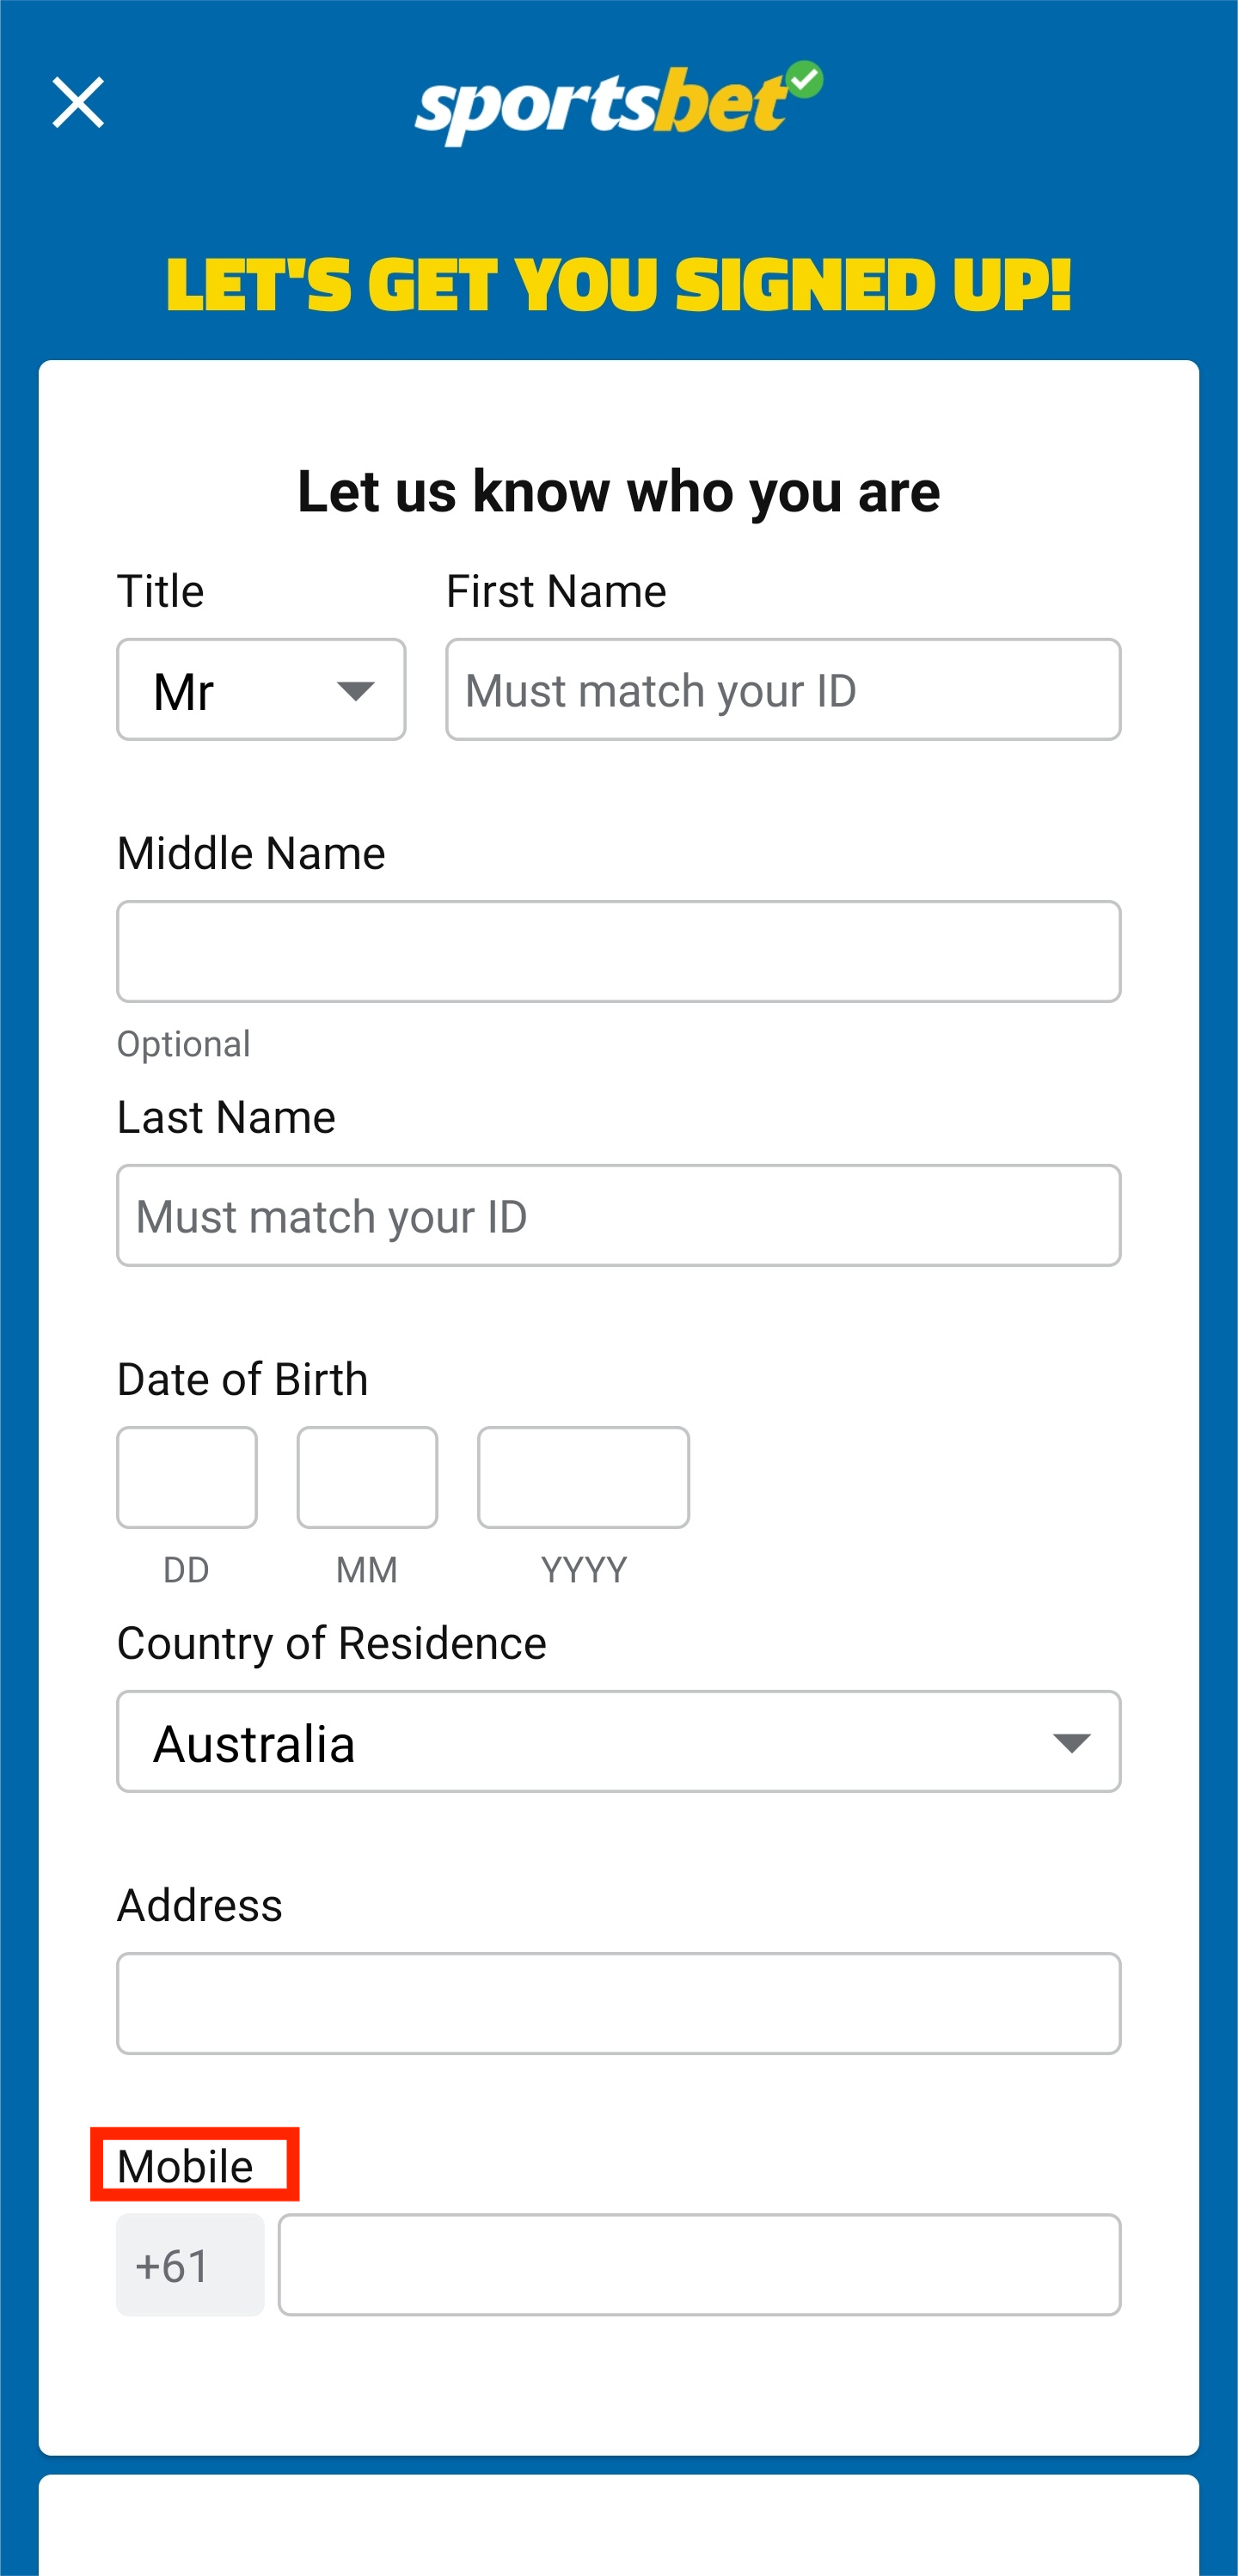 sportsbet
LET'S GET YOU SIGNED UP!
Let us know who you are
Title First Name
Mr Must match your ID
Middle Name
Optional
Last Name
Must match your ID
Date of Birth
DD MM YYYY
Country of Residence
Australia
Address
Mobile
+61